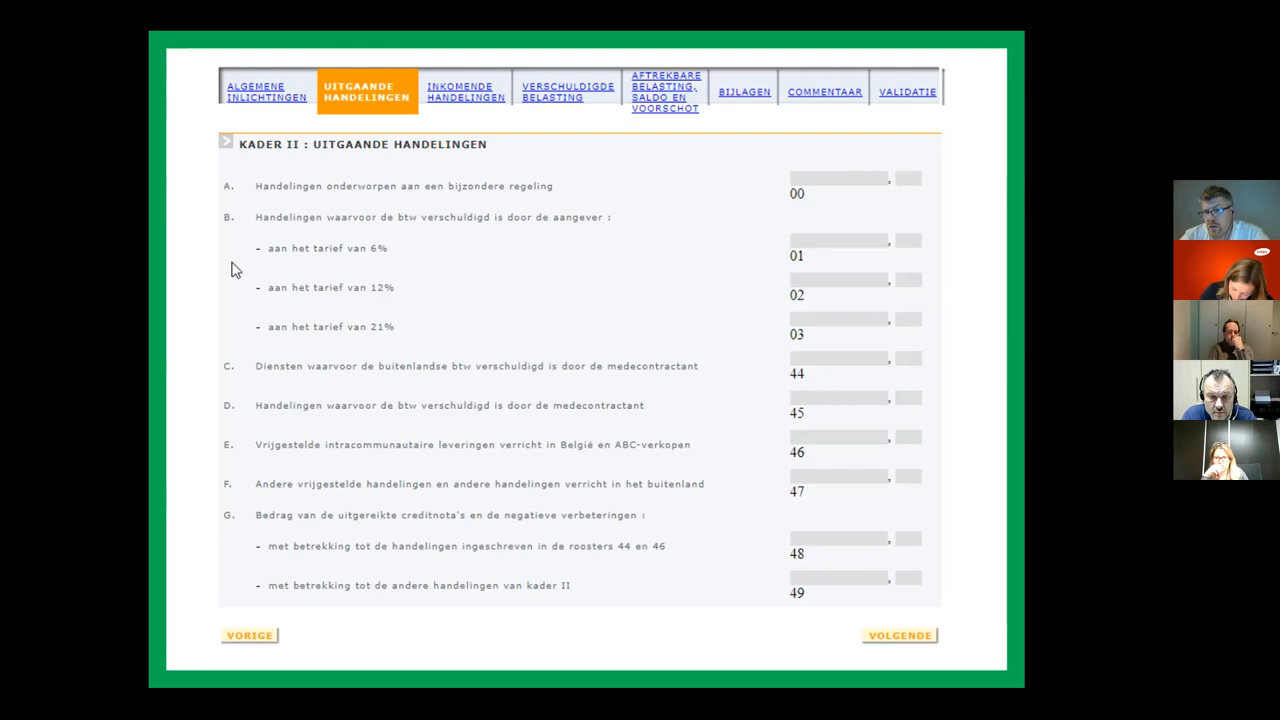 ALGEMENE
INLICHTINGEN
UITGAANDE
HANDELINGEN
INKOMENDE
HANDELINGEN
VERSCHULDIGDE
BELASTING
AFTREKBARE
BELASTING,
SALDO EN
VOORSCHOT
BIJLAGEN
COMMENTAAR
VALIDATIE
KADER II : UITGAANDE HANDELINGEN
A. Handelingen onderworpen aan een bijzondere regeling ,
00
B. Handelingen waarvoor de btw verschuldigd is door de aangever :
- aan het tarief van 6% ,
01
- aan het tarief van 12% ,
02
- aan het tarief van 21% ,
03
C. Diensten waarvoor de buitenlandse btw verschuldigd is door de medecontractant ,
44
D. Handelingen waarvoor de btw verschuldigd is door de medecontractant ,
45
E. Vrijgestelde intracommunautaire leveringen verricht in België en ABC-verkopen ,
46
F. Andere vrijgestelde handelingen en andere handelingen verricht in het buitenland ,
47
G. Bedrag van de uitgereikte creditnota's en de negatieve verbeteringen :
- met betrekking tot de handelingen ingeschreven in de roosters 44 en 46 ,
48
- met betrekking tot de andere handelingen van kader II ,
49
VORIGE
VOLGENDE